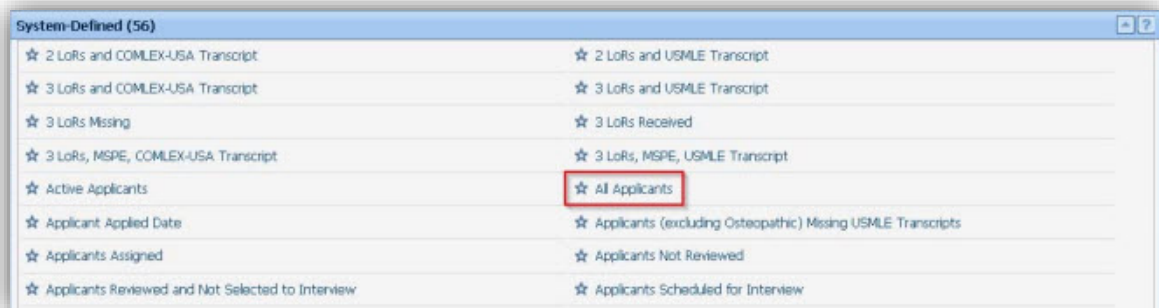 System-Defined (56)
2 LoRs and COMLEX-USA Transcript
2 LoRs and USMLE Transcript
3 LoRs and COMLEX-USA Transcript
3 LoRs and USMLE Transcript
3 LoRs Missing
3 LoRs Received
3 LoRs, MSPE, COMLEX-USA Transcript
3 LoRs, MSPE, USMLE Transcript
Active Applicants
All Applicants
Applicant Applied Date
Applicants (excluding Osteopathic) Missing USMLE Transcripts
Applicants Assigned
Applicants Not Reviewed
Applicants Reviewed and Not Selected to Interview
Applicants Scheduled for Interview